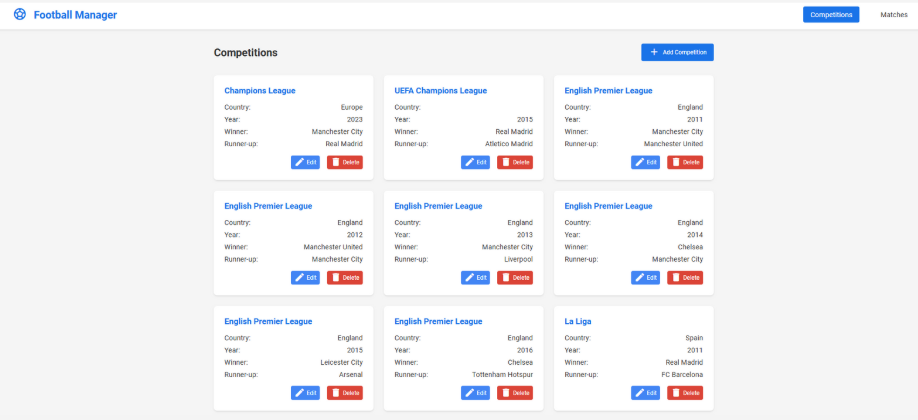 Football Manager
Competitions
Matches
Competitions
Add Competition
Champions League
Country: Europe
Year: 2023
Winner: Manchester City
Runner-up: Real Madrid
Edit Delete
UEFA Champions League
Country:
Year: 2015
Winner: Real Madrid
Runner-up: Atletico Madrid
Edit Delete
English Premier League
Country: England
Year: 2011
Winner: Manchester City
Runner-up: Manchester United
Edit Delete
English Premier League
Country: England
Year: 2012
Winner: Manchester United
Runner-up: Manchester City
Edit Delete
English Premier League
Country: England
Year: 2013
Winner: Manchester City
Runner-up: Liverpool
Edit Delete
English Premier League
Country: England
Year: 2014
Winner: Chelsea
Runner-up: Manchester City
Edit Delete
English Premier League
Country: England
Year: 2015
Winner: Leicester City
Runner-up: Arsenal
Edit Delete
English Premier League
Country: England
Year: 2016
Winner: Chelsea
Runner-up: Tottenham Hotspur
Edit Delete
La Liga
Country: Spain
Year: 2011
Winner: Real Madrid
Runner-up: FC Barcelona
Edit Delete